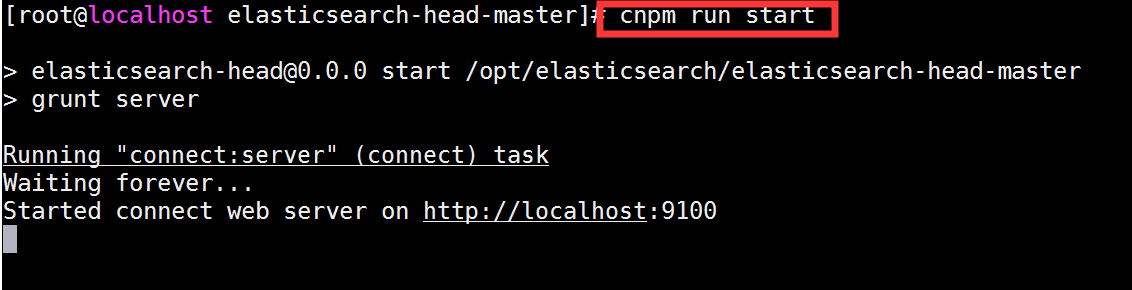 [root@localhost elasticsearch-head-master]# cnpm run start
> elasticsearch-head@0.0.0 start /opt/elasticsearch/elasticsearch-head-master
> grunt server
Running "connect:server" (connect) task
Waiting forever...
Started connect web server on http://localhost:9100